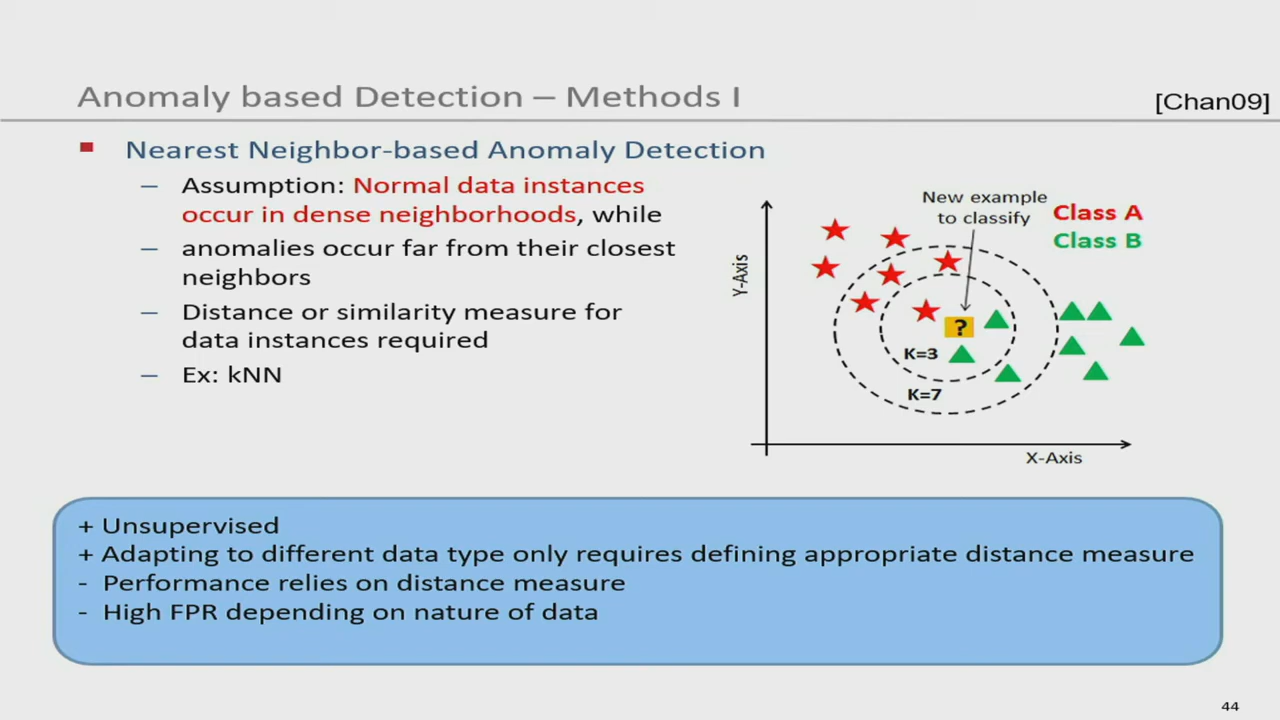 Anomaly based Detection – Methods I
[Chan09]
Nearest Neighbor-based Anomaly Detection
– Assumption: Normal data instances
occur in dense neighborhoods, while
– anomalies occur far from their closest
neighbors
– Distance or similarity measure for
data instances required
– Ex: kNN
New example
to classify
Class A
Class B
Y-Axis
?
K=3
K=7
X-Axis
+ Unsupervised
+ Adapting to different data type only requires defining appropriate distance measure
- Performance relies on distance measure
- High FPR depending on nature of data
44